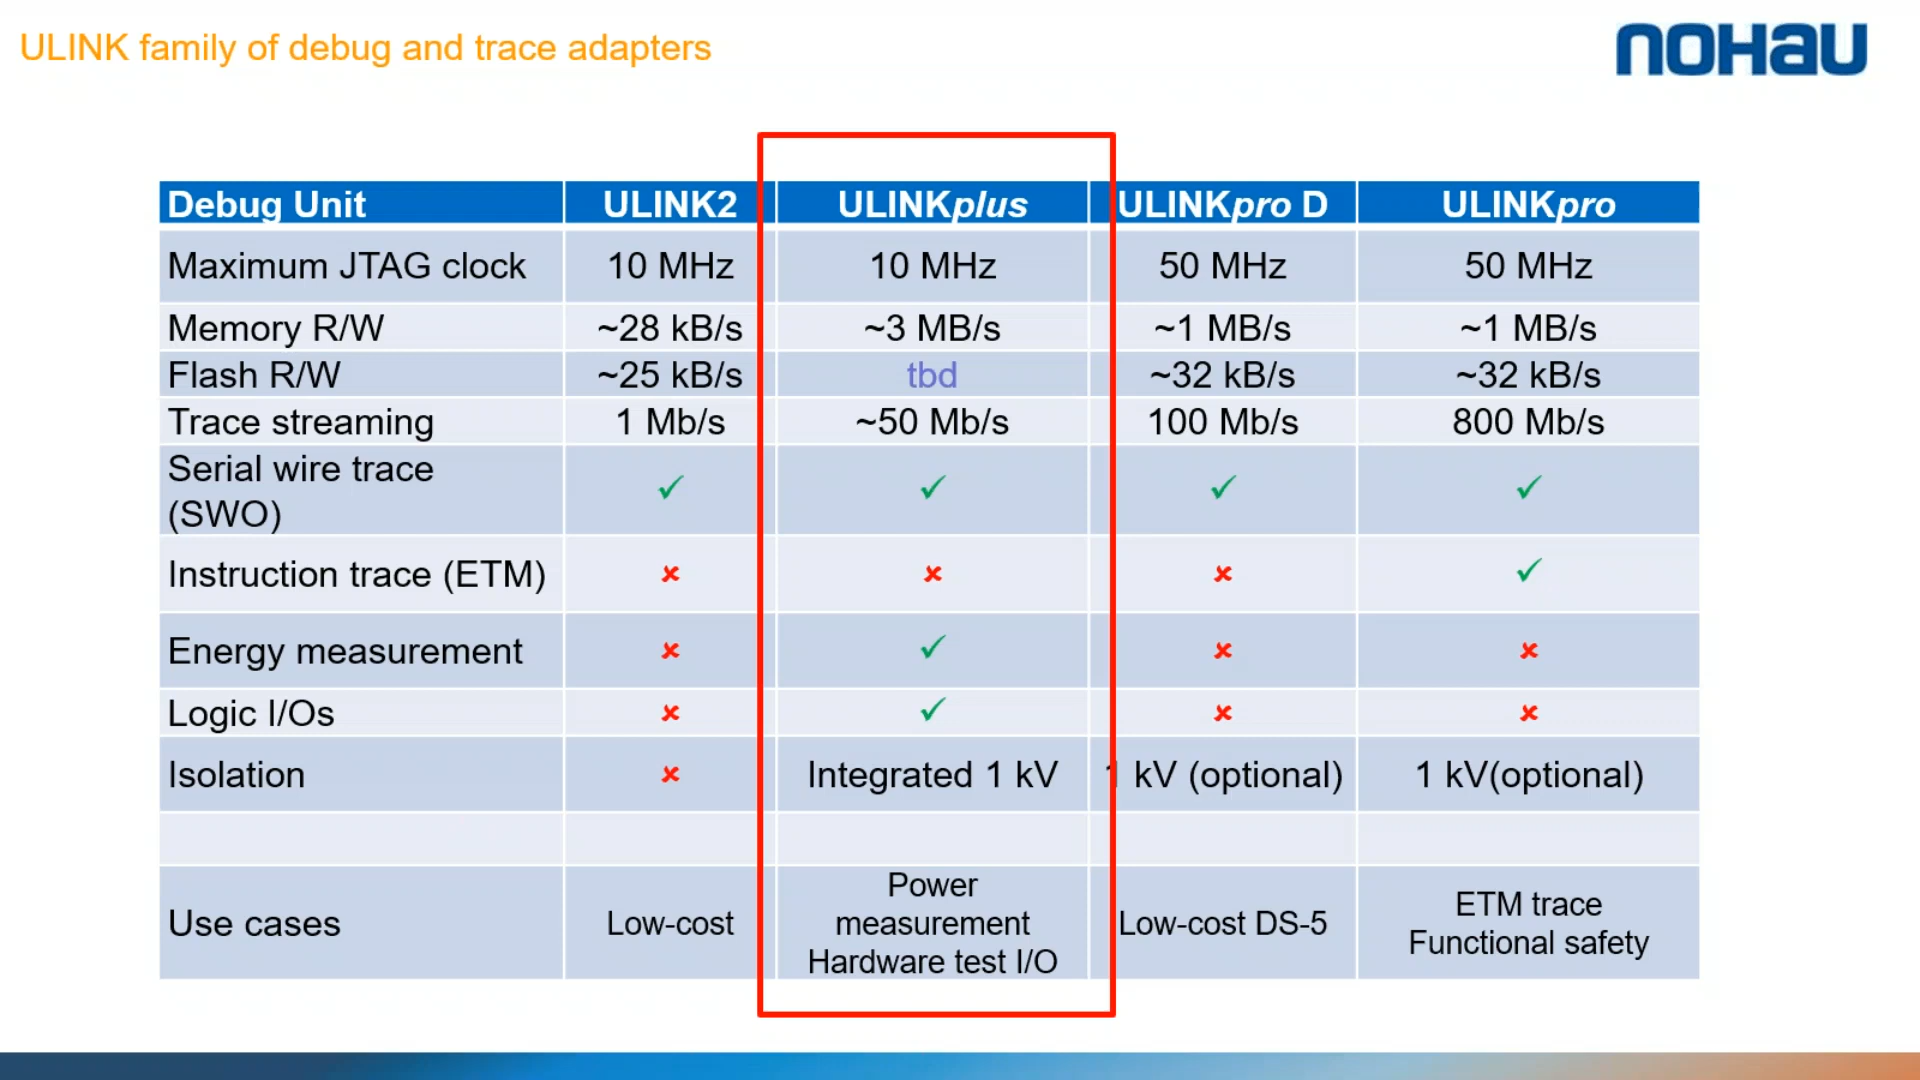 ULINK family of debug and trace adapters
noHau
Debug Unit ULINK2 ULINKplus ULINKpro D ULINKpro
Maximum JTAG clock 10 MHz 10 MHz 50 MHz 50 MHz
Memory R/W ~28 kB/s ~3 MB/s ~1 MB/s ~1 MB/s
Flash R/W ~25 kB/s tbd ~32 kB/s ~32 kB/s
Trace streaming 1 Mb/s ~50 Mb/s 100 Mb/s 800 Mb/s
Serial wire trace
(SWO) ✓ ✓ ✓ ✓
Instruction trace (ETM) ✘ ✘ ✘ ✓
Energy measurement ✘ ✓ ✘ ✘
Logic I/Os ✘ ✓ ✘ ✘
Isolation ✘ Integrated 1 kV 1 kV (optional) 1 kV(optional)
Use cases
Low-cost
Power
measurement
Hardware test I/O
Low-cost DS-5
ETM trace
Functional safety